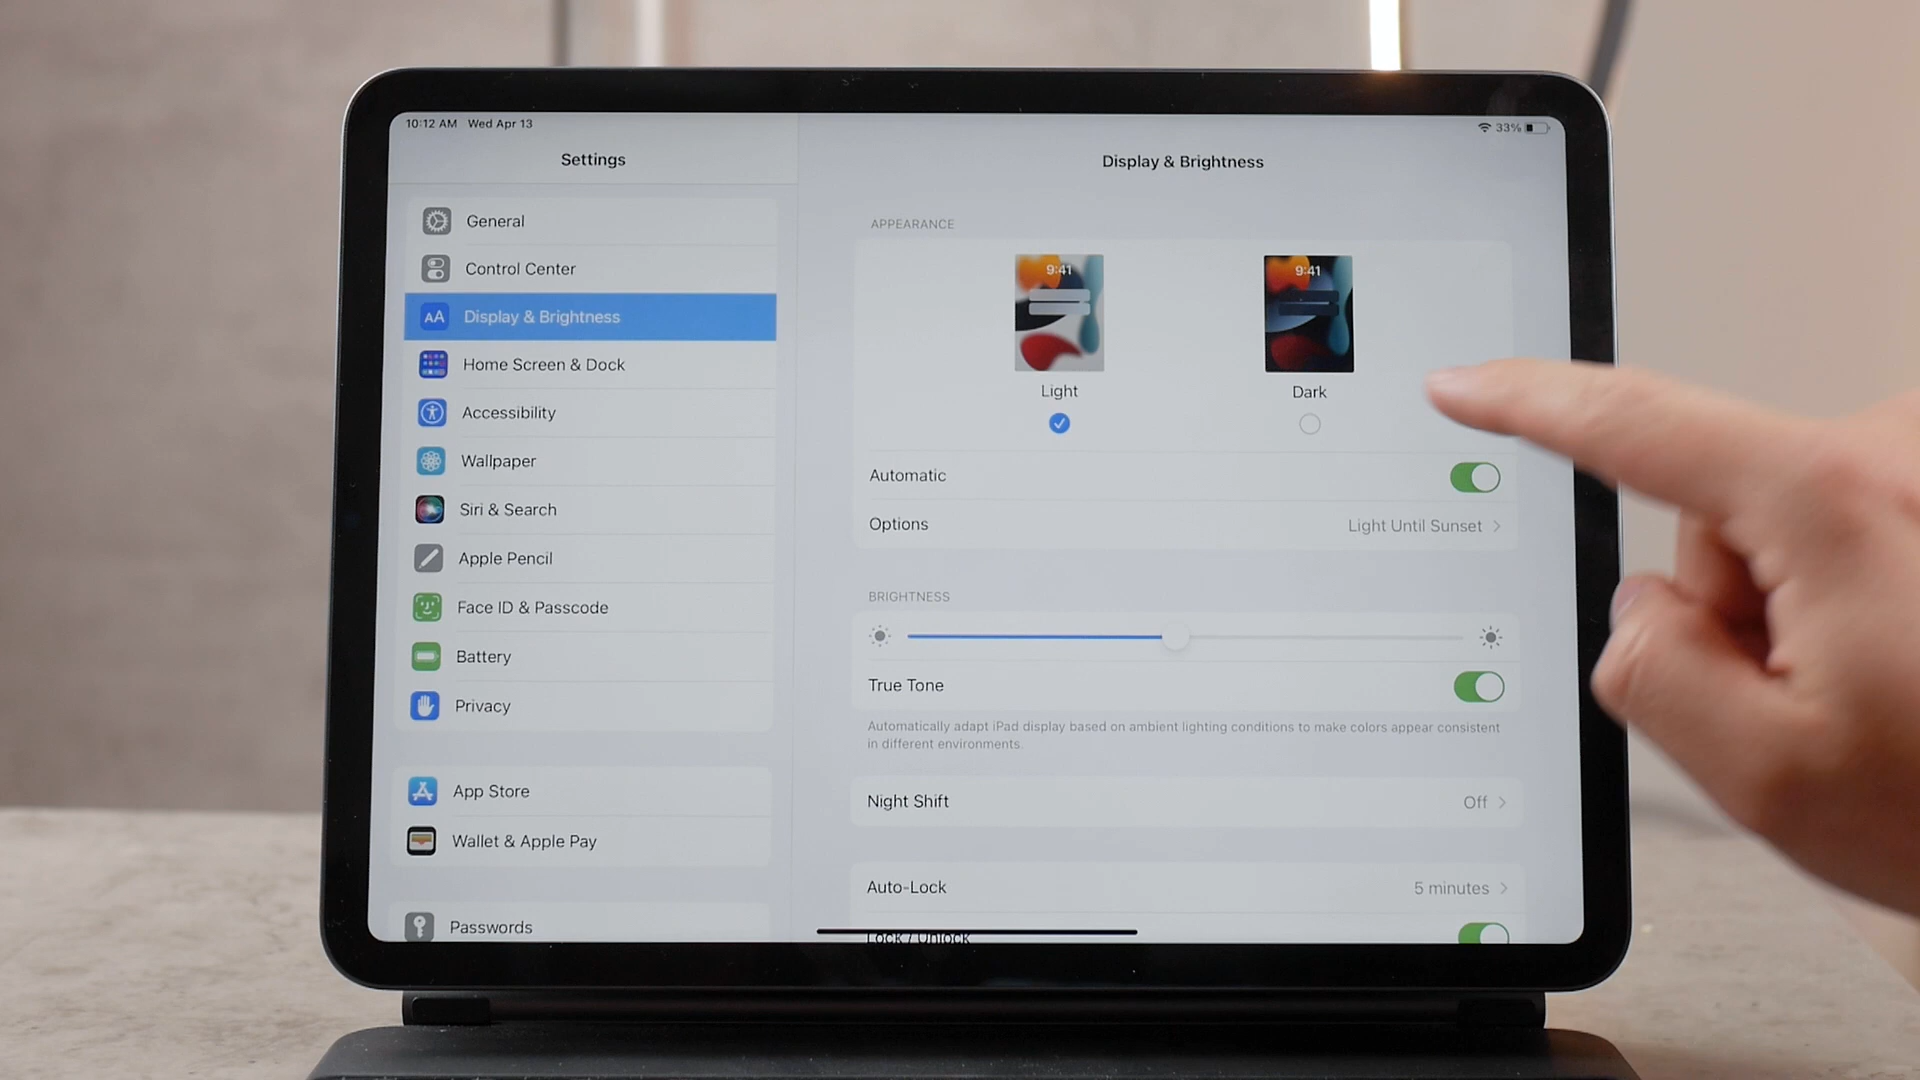 10:12 AM Wed Apr 13
33%
Settings
General
Control Center
AA Display & Brightness
Home Screen & Dock
Accessibility
Wallpaper
Siri & Search
Apple Pencil
Face ID & Passcode
Battery
Privacy
App Store
Wallet & Apple Pay
Passwords
Display & Brightness
APPEARANCE
9:41 9:41
Light Dark
Automatic
Options Light Until Sunset
BRIGHTNESS
True Tone
Automatically adapt iPad display based on ambient lighting conditions to make colors appear consistent
in different environments.
Night Shift Off
Auto-Lock 5 minutes
Lock / Unlock